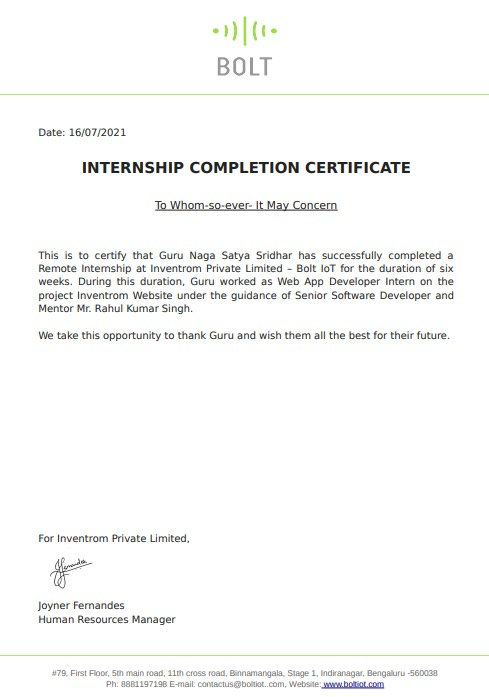 BOLT
Date: 16/07/2021
INTERNSHIP COMPLETION CERTIFICATE
To Whom-so-ever- It May Concern
This is to certify that Guru Naga Satya Sridhar has successfully completed a
Remote Internship at Inventrom Private Limited – Bolt IoT for the duration of six
weeks. During this duration, Guru worked as Web App Developer Intern on the
project Inventrom Website under the guidance of Senior Software Developer and
Mentor Mr. Rahul Kumar Singh.
We take this opportunity to thank Guru and wish them all the best for their future.
For Inventrom Private Limited,
Joyner Fernandes
Human Resources Manager
#79, First Floor, 5th main road, 11th cross road, Binnamangala, Stage 1, Indiranagar, Bengaluru -560038
Ph: 8881197198 E-mail: contactus@boltiot..com, Website: www.boltiot.com